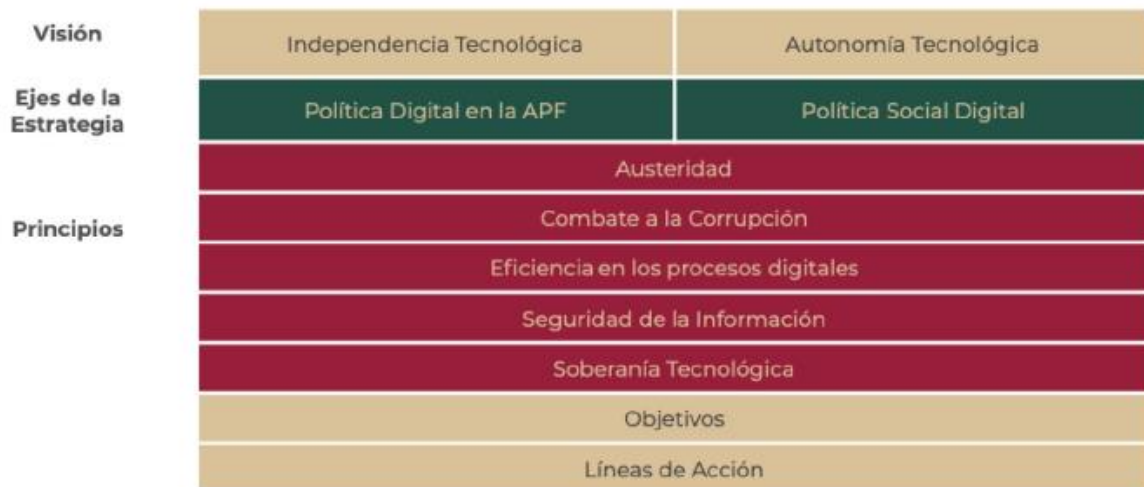 Visión
Independencia Tecnológica
Autonomía Tecnológica
Ejes de la
Estrategia
Política Digital en la APF
Política Social Digital
Principios
Austeridad
Combate a la Corrupción
Eficiencia en los procesos digitales
Seguridad de la Información
Soberanía Tecnológica
Objetivos
Líneas de Acción